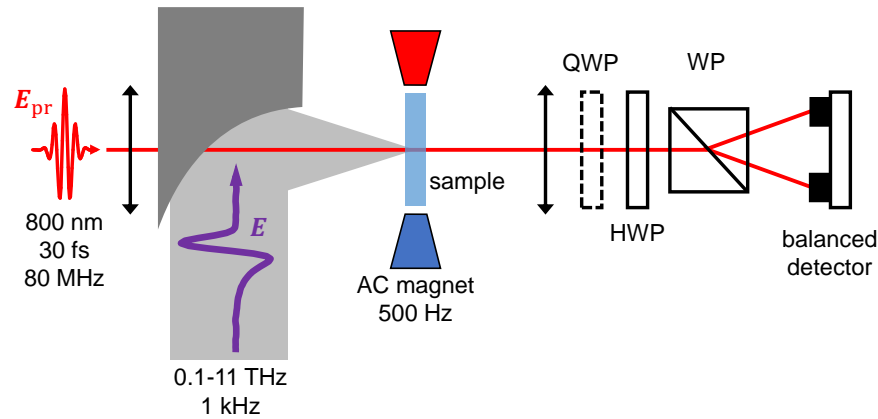 E_pr
800 nm
30 fs
80 MHz
E
0.1-11 THz
1 kHz
sample
AC magnet
500 Hz
QWP
HWP
WP
balanced
detector